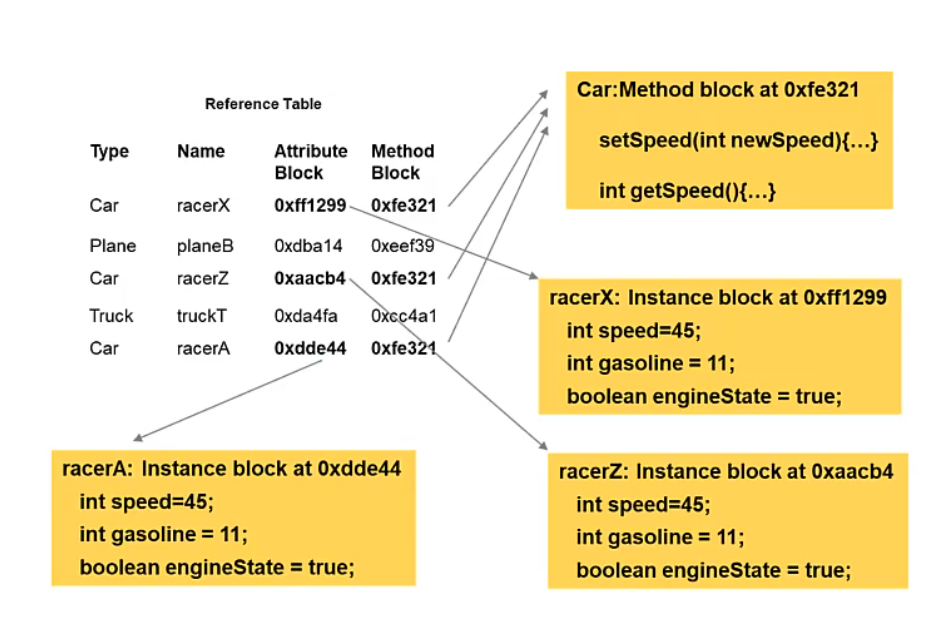 Reference Table
Type Name Attribute Block Method Block
Car racerX 0xff1299 0xfe321
Plane planeB 0xdba14 0xeef39
Car racerZ 0xaacb4 0xfe321
Truck truckT 0xda4fa 0xcc4a1
Car racerA 0xdde44 0xfe321
Car:Method block at 0xfe321
setSpeed(int newSpeed){...}
int getSpeed(){...}
racerX: Instance block at 0xff1299
int speed=45;
int gasoline = 11;
boolean engineState = true;
racerA: Instance block at 0xdde44
int speed=45;
int gasoline = 11;
boolean engineState = true;
racerZ: Instance block at 0xaacb4
int speed=45;
int gasoline = 11;
boolean engineState = true;